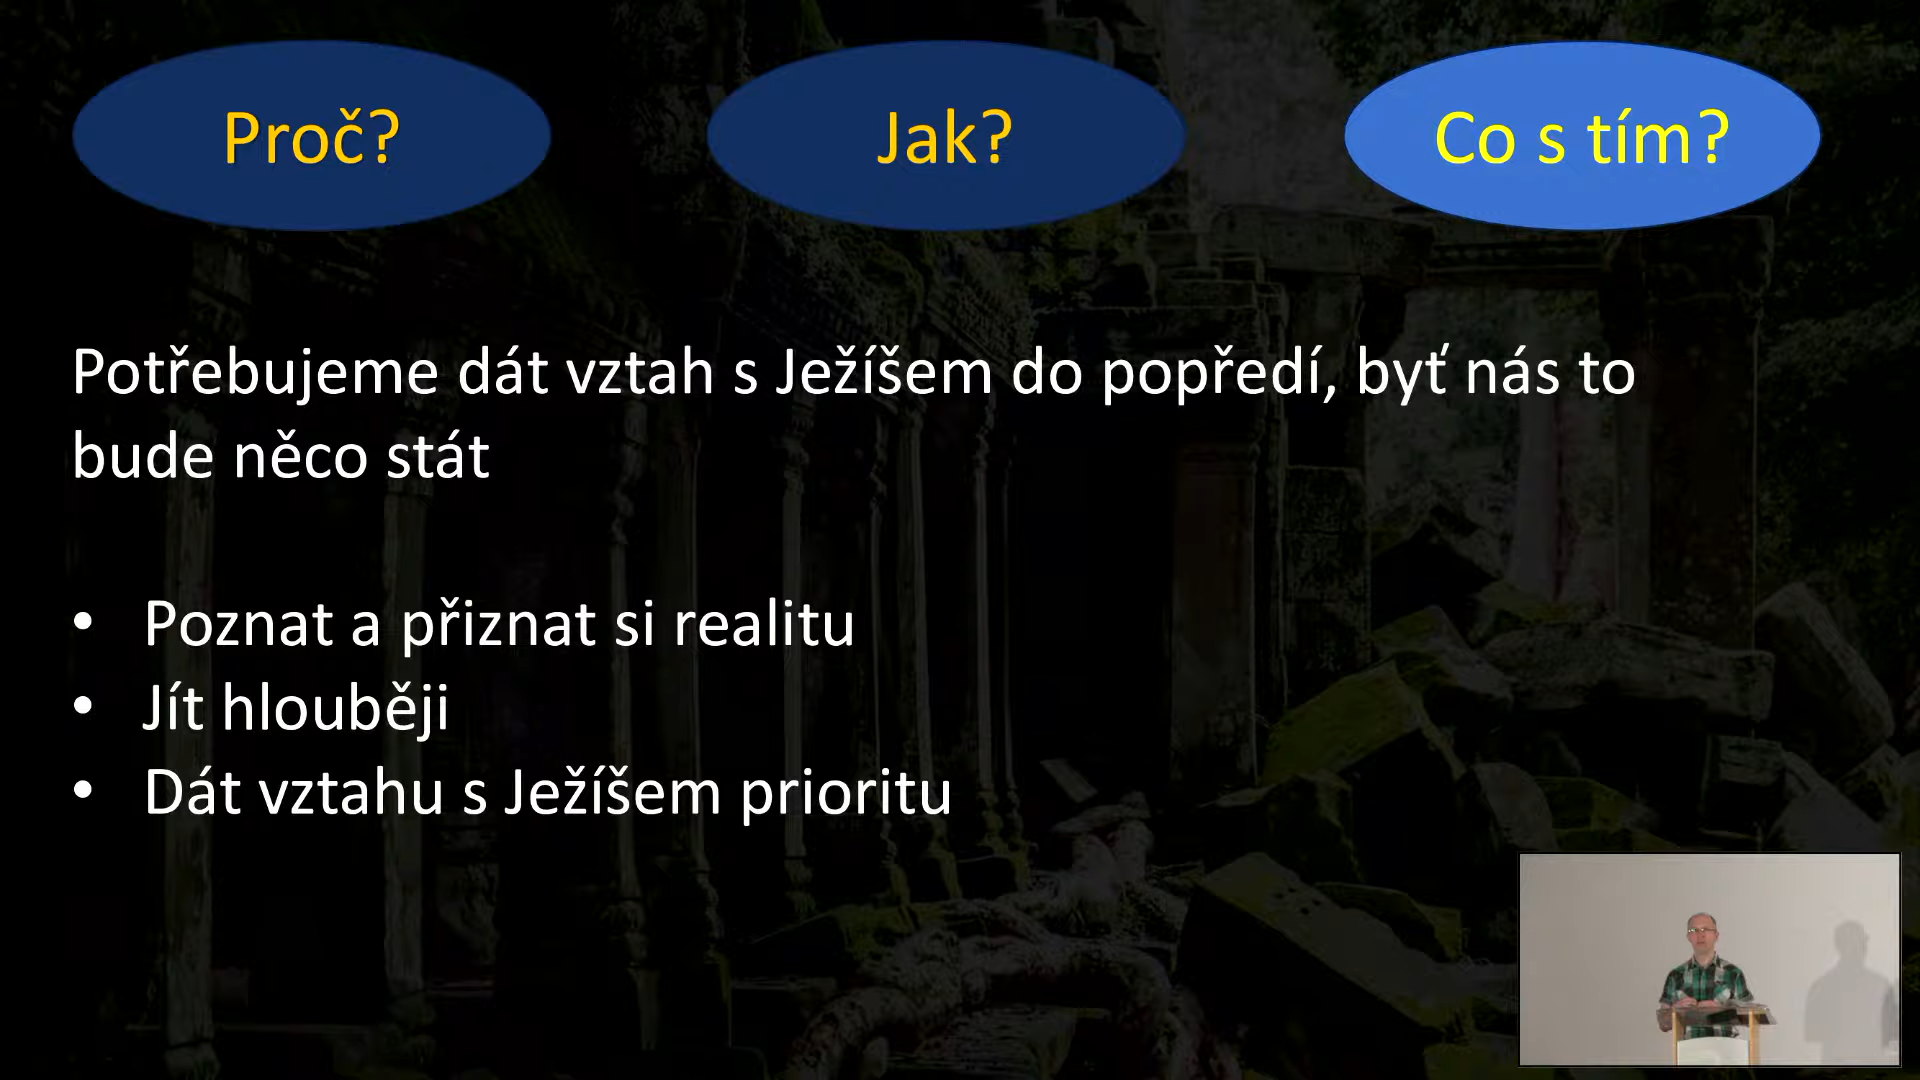 Proč?
Jak?
Co s tím?
Potřebujeme dát vztah s Ježíšem do popředí, byť nás to
bude něco stát
• Poznat a přiznat si realitu
• Jít hlouběji
• Dát vztahu s Ježíšem prioritu